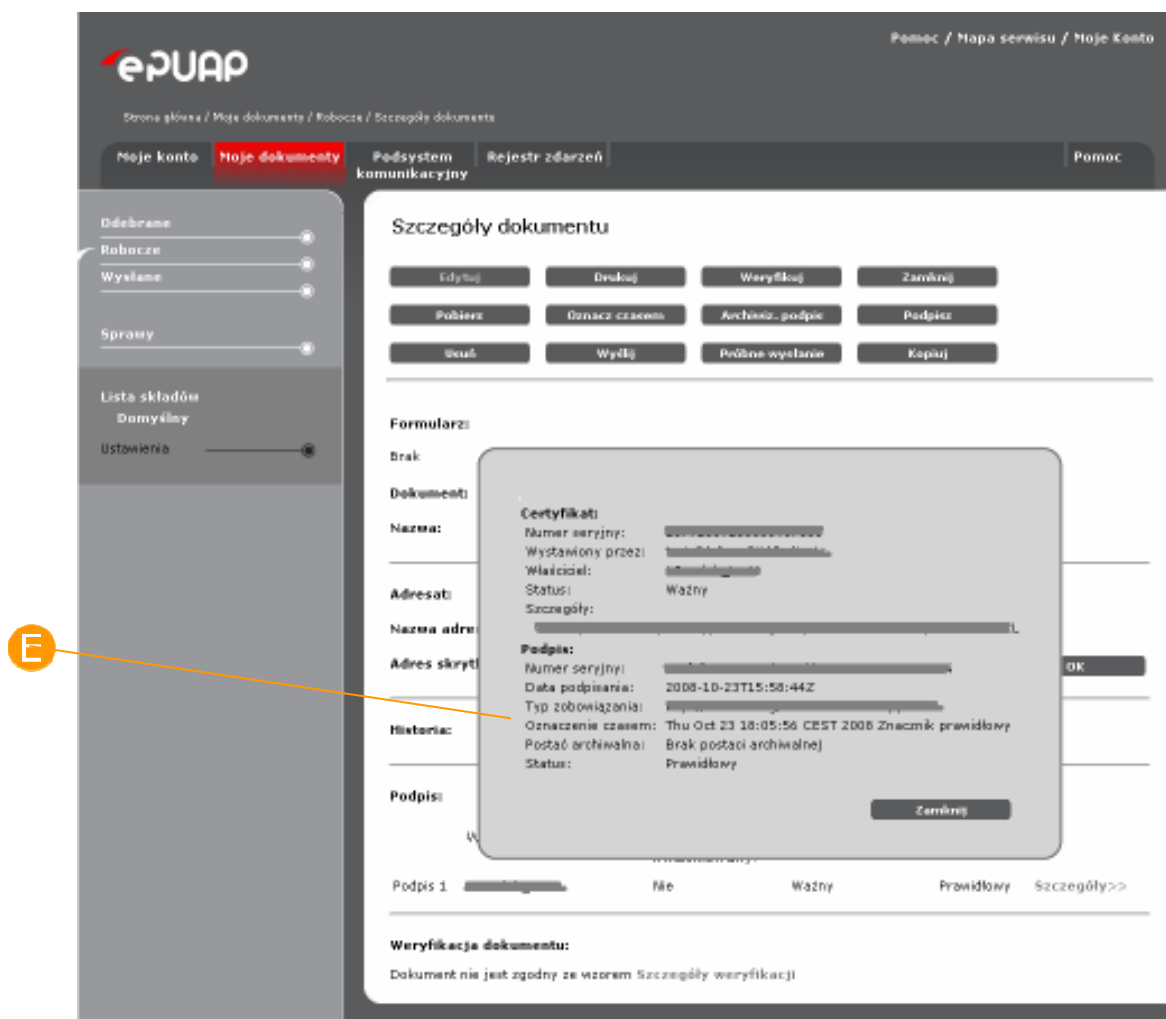 Pomoc / Mapa serwisu / Moje Konto
ePUAP
Strona główna / Moje dokumenty / Robocze / Szczegóły dokumentu
Moje konto Moje dokumenty Podsystem komunikacyjny Rejestr zdarzeń Pomoc
Odebrane
Robocze
Wysłane
Sprawy
Lista składów
Domyślny
Ustawienia
Szczegóły dokumentu
Edytuj Drukuj Weryfikuj Zamknij
Pobierz Oznacz czasem Archiwiz. podpis Podpisz
Usuń Wyślij Próbne wysłanie Kopiuj
Formularz:
Brak
Dokument:
Nazwa:
Adresat:
Nazwa adre
Adres skryt
OK
Historia:
Podpis:
Certyfikat:
Numer seryjny:
Wystawiony przez:
Właściciel:
Status: Ważny
Szczegóły:
Podpis:
Numer seryjny:
Data podpisania: 2008-10-23T15:58:44Z
Typ zobowiązania:
Oznaczenie czasem: Thu Oct 23 18:05:56 CEST 2008 Znacznik prawidłowy
Postać archiwalna: Brak postaci archiwalnej
Status: Prawidłowy
Zamknij
Podpis 1 Nie Ważny Prawidłowy Szczegóły>>
Weryfikacja dokumentu:
Dokument nie jest zgodny ze wzorem Szczegóły weryfikacji
E